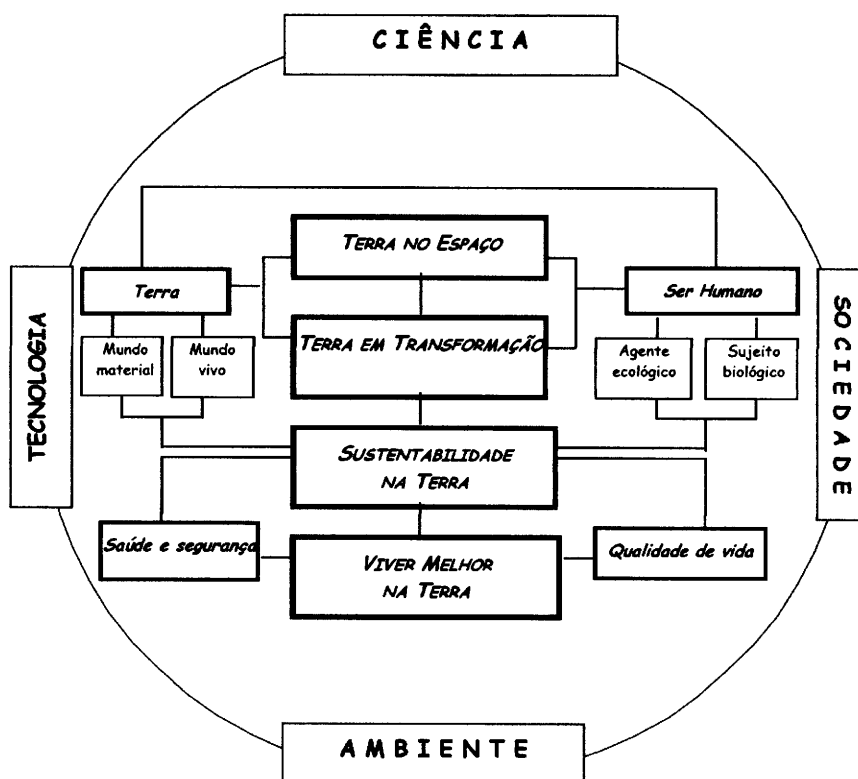 CIÊNCIA
TERRA NO ESPAÇO
Terra
Ser Humano
Mundo
material
Mundo
vivo
TERRA EM TRANSFORMAÇÃO
Agente
ecológico
Sujeito
biológico
TECNOLOGIA
SOCIEDADE
SUSTENTABILIDADE
NA TERRA
Saúde e segurança
VIVER MELHOR
NA TERRA
Qualidade de vida
AMBIENTE